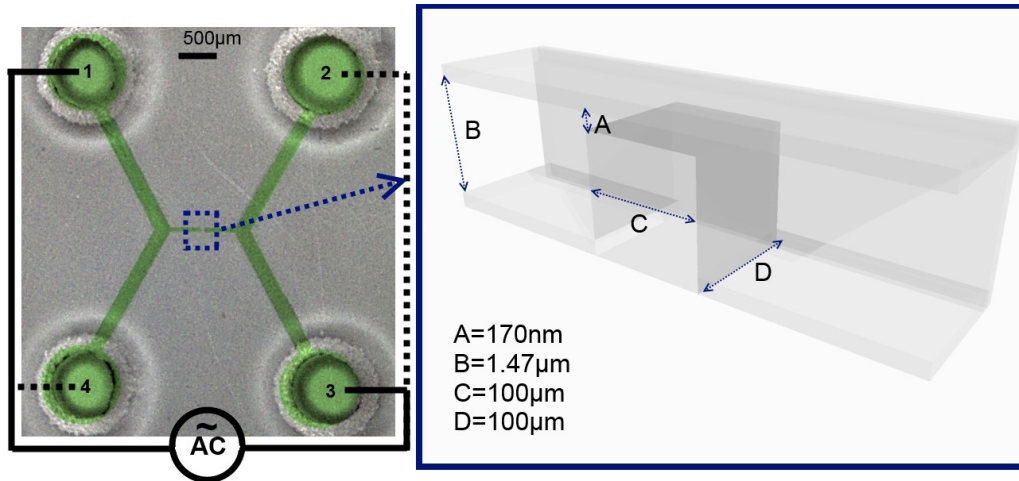 500µm
1
2
4
3
~
AC
B
A
C
D
A=170nm
B=1.47µm
C=100µm
D=100µm